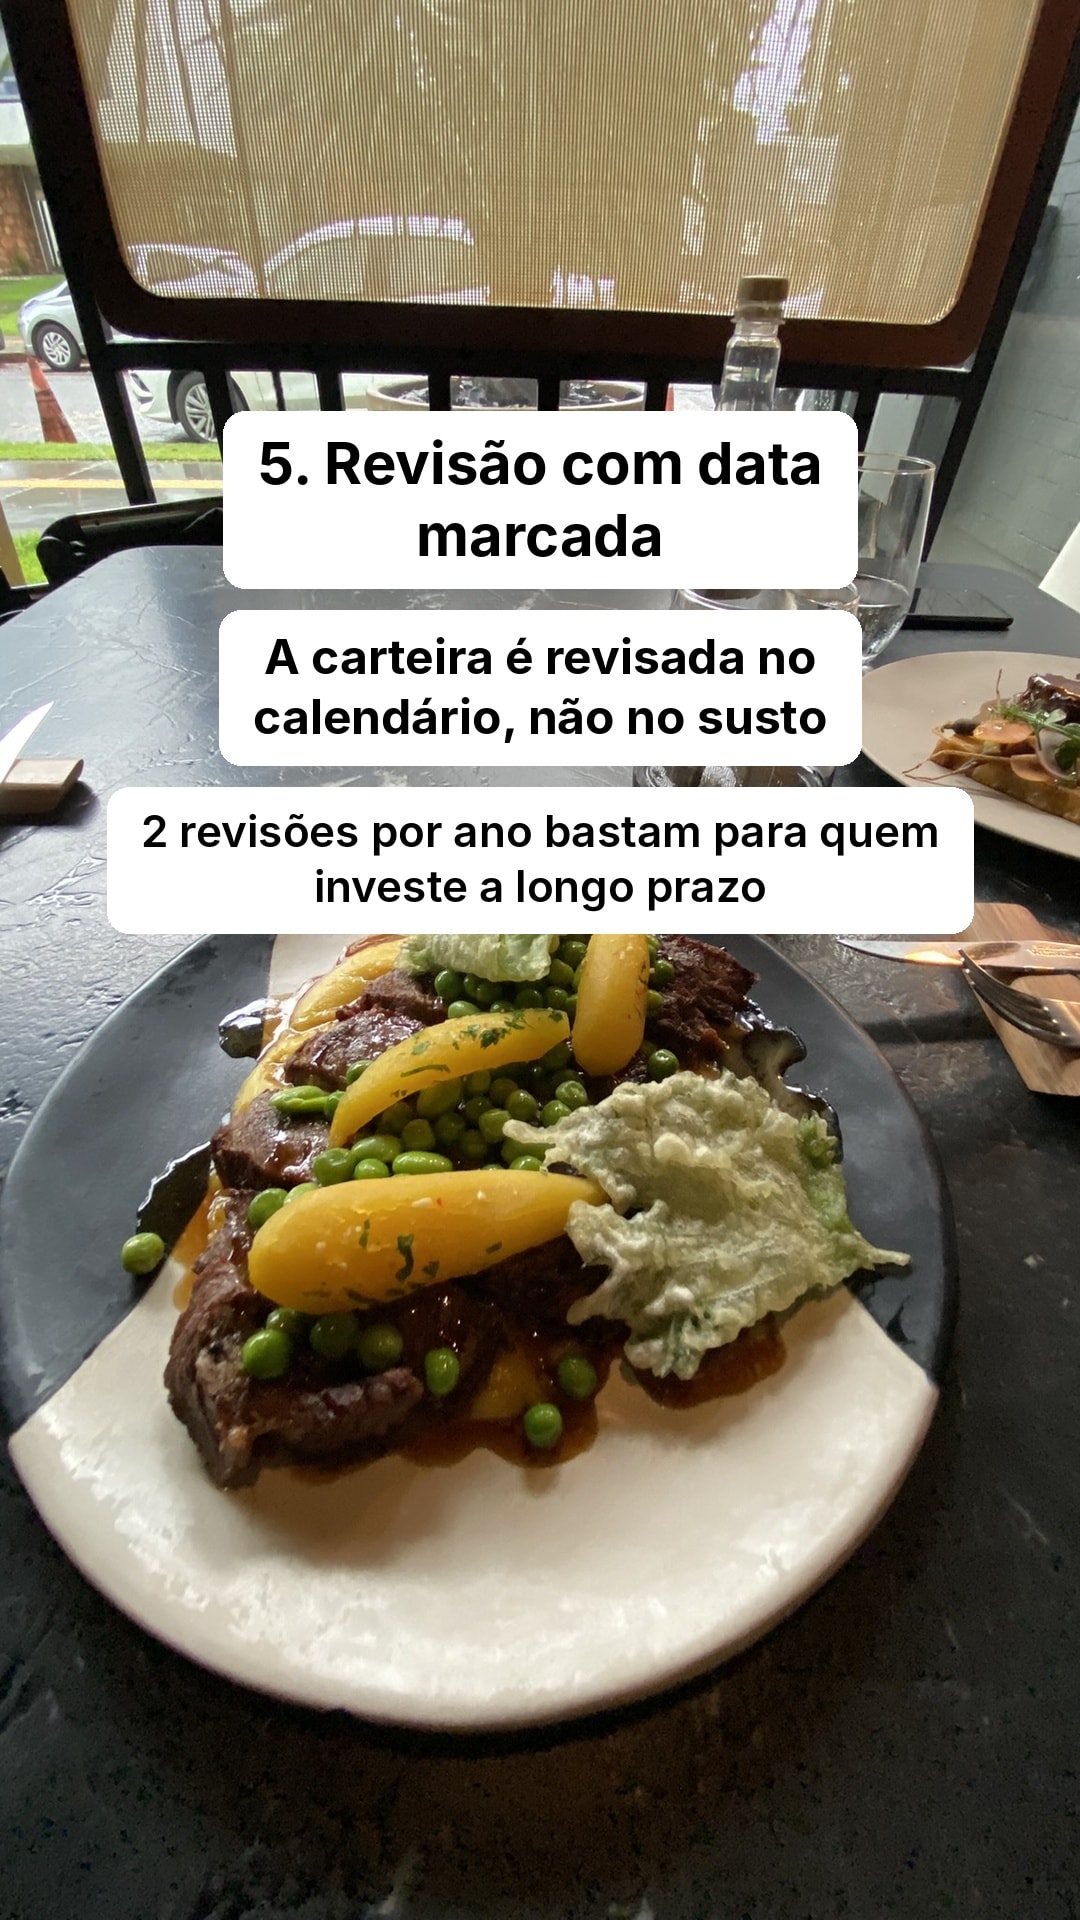 5. Revisão com data
marcada
A carteira é revisada no
calendário, não no susto
2 revisões por ano bastam para quem
investe a longo prazo